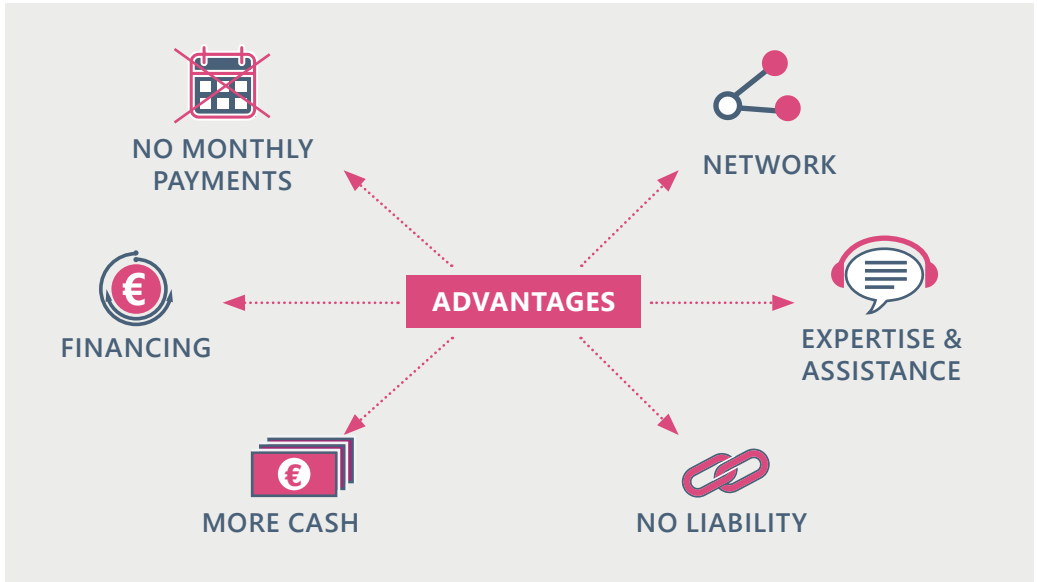 NO MONTHLY
PAYMENTS
NETWORK
€
FINANCING
ADVANTAGES
EXPERTISE &
ASSISTANCE
€
MORE CASH
NO LIABILITY